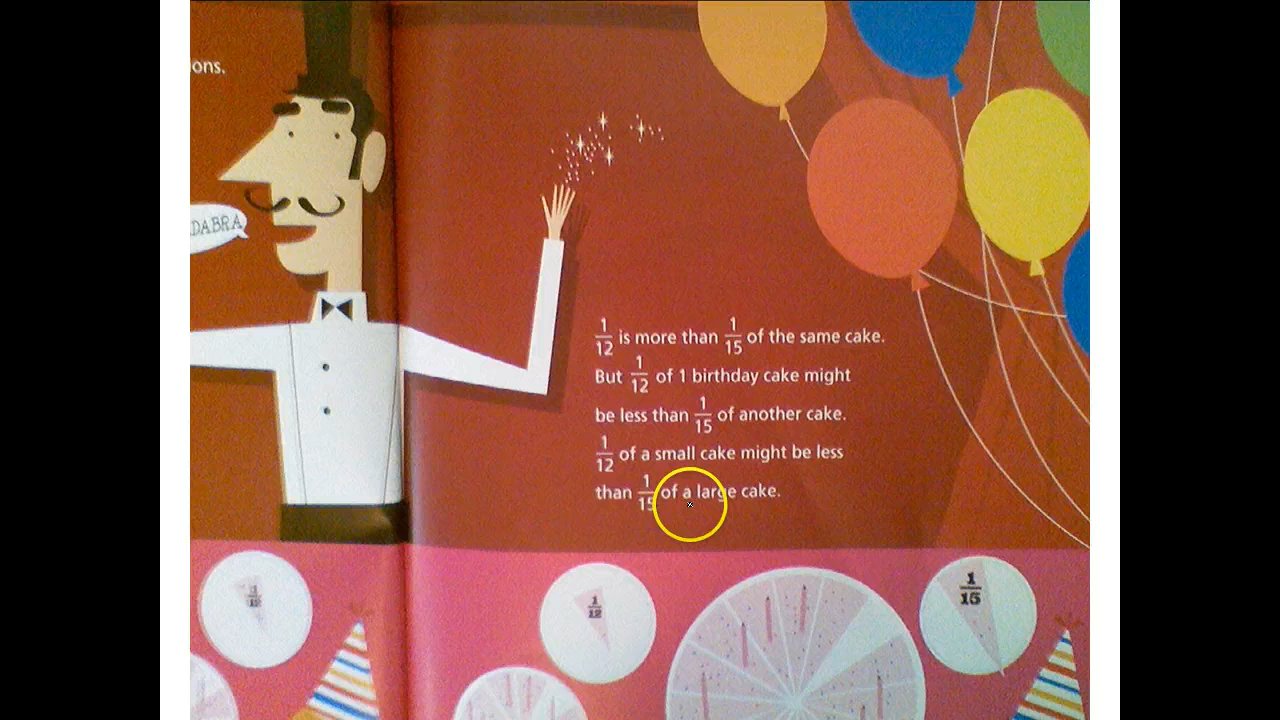 ons.
DABRA
1/12 is more than 1/15 of the same cake.
But 1/12 of 1 birthday cake might
be less than 1/15 of another cake.
1/12 of a small cake might be less
than 1/15 of a large cake.
1/12
1/15